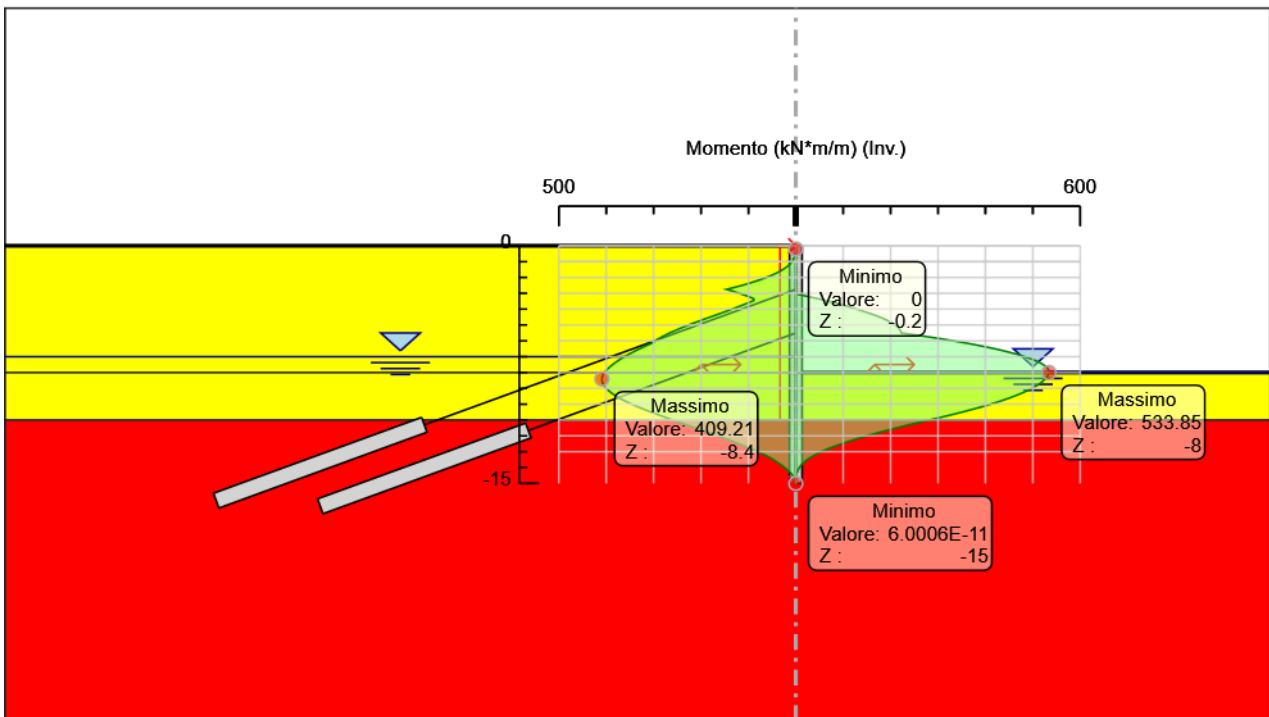 Momento (kN*m/m) (Inv.)
500
600
0
Minimo
Valore: 0
Z : -0.2
Massimo
Valore: 409.21
Z : -8.4
Massimo
Valore: 533.85
Z : -8
-15
Minimo
Valore: 6.0006E-11
Z : -15